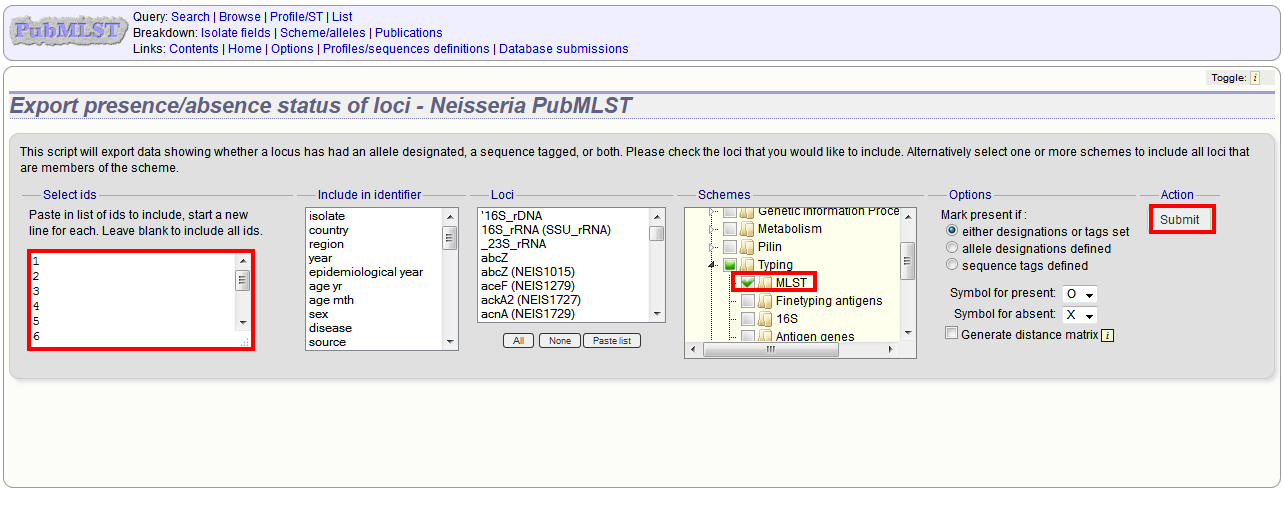 PubMLST
Query: Search | Browse | Profile/ST | List
Breakdown: Isolate fields | Scheme/alleles | Publications
Links: Contents | Home | Options | Profiles/sequences definitions | Database submissions
Toggle: i
Export presence/absence status of loci - Neisseria PubMLST
This script will export data showing whether a locus has had an allele designated, a sequence tagged, or both. Please check the loci that you would like to include. Alternatively select one or more schemes to include all loci that
are members of the scheme.
Select ids
Paste in list of ids to include, start a new
line for each. Leave blank to include all ids.
1
2
3
4
5
6
Include in identifier
isolate
country
region
year
epidemiological year
age yr
age mth
sex
disease
source
Loci
'16S_rDNA
16S_rRNA (SSU_rRNA)
_23S_rRNA
abcZ
abcZ (NEIS1015)
aceF (NEIS1279)
ackA2 (NEIS1727)
acnA (NEIS1729)
All None Paste list
Schemes
Genetic Information Proce
Metabolism
Pilin
Typing
MLST
Finetyping antigens
16S
Antigen genes
Options
Mark present if :
either designations or tags set
allele designations defined
sequence tags defined
Symbol for present: O
Symbol for absent: X
Generate distance matrix i
Action
Submit